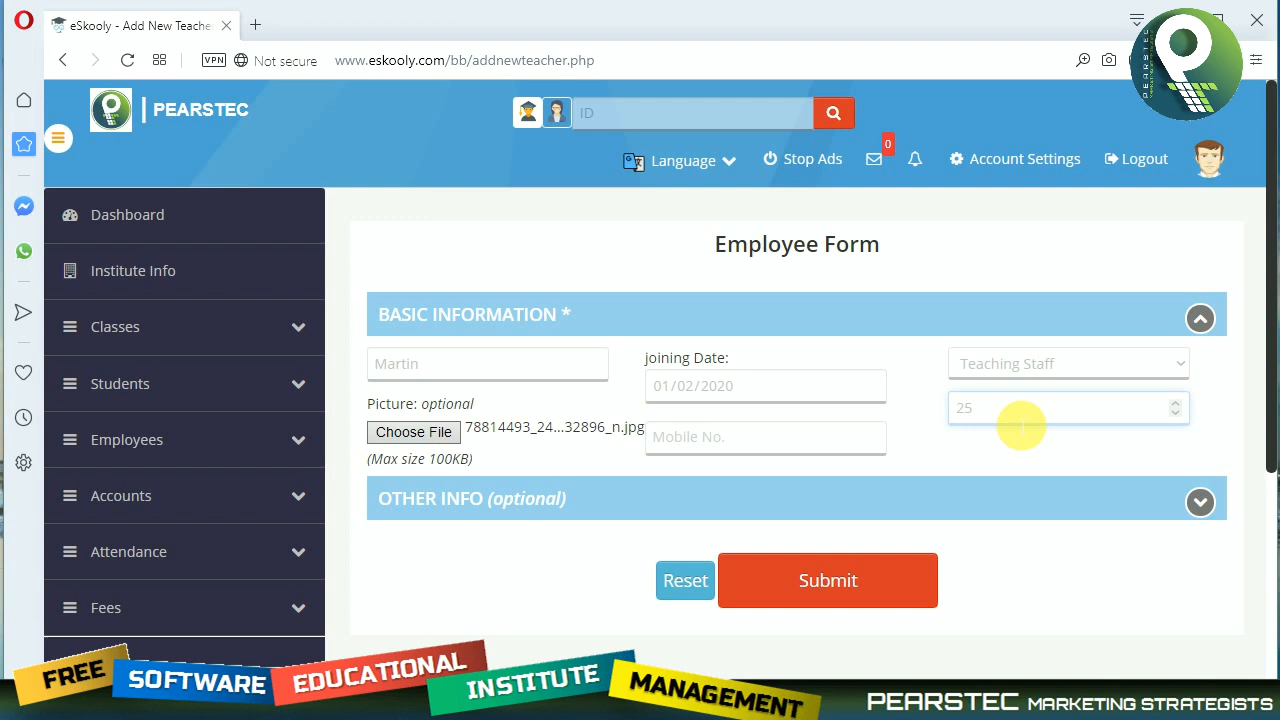 eSkooly - Add New Teache
VPN
Not secure
www.eskooly.com/bb/addnewteacher.php
PEARSTEC
PEARSTEC
ID
Language
Stop Ads
0
Account Settings
Logout
Dashboard
Institute Info
Classes
Students
Employees
Accounts
Attendance
Fees
Employee Form
BASIC INFORMATION *
Martin
joining Date:
Teaching Staff
01/02/2020
Picture: optional
25
Choose File 78814493_24...32896_n.jpg
Mobile No.
(Max size 100KB)
OTHER INFO (optional)
Reset
Submit
FREE SOFTWARE EDUCATIONAL INSTITUTE MANAGEMENT
PEARSTEC MARKETING STRATEGISTS